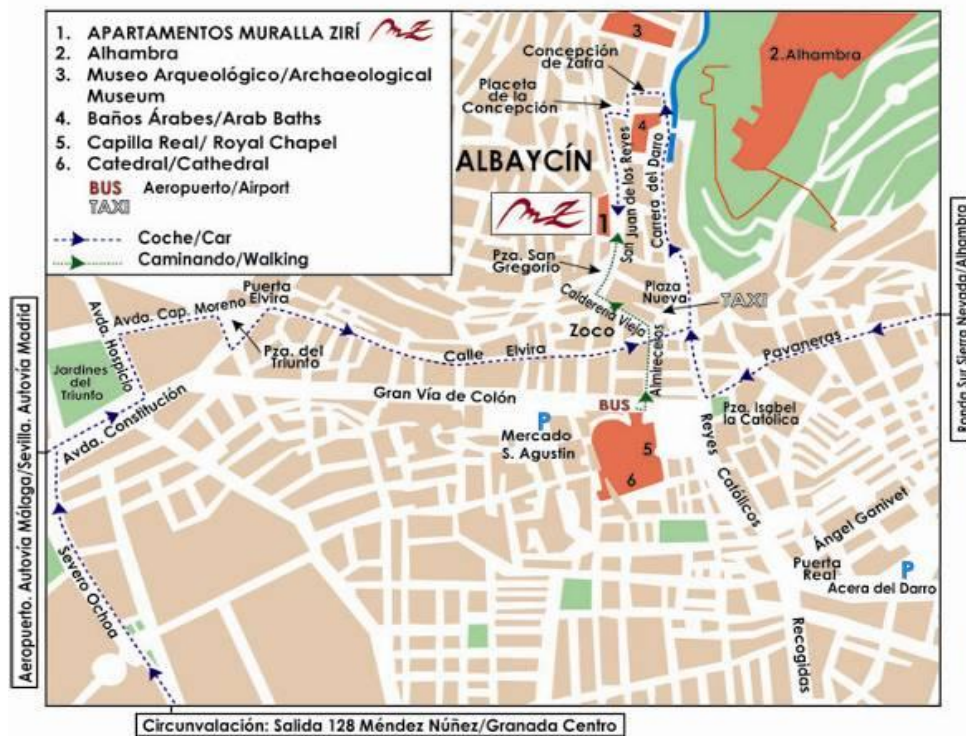 1. APARTAMENTOS MURALLA ZIRÍ MZ
2. Alhambra
3. Museo Arqueológico/Archaeological
Museum
4. Baños Árabes/Arab Baths
5. Capilla Real/ Royal Chapel
6. Catedral/Cathedral
BUS Aeropuerto/Airport
TAXI
Coche/Car
Caminando/Walking
3
Concepción
de Zafra
2.Alhambra
Placeta
de la
Concepción
4
ALBAYCÍN
San Juan de los Reyes
Carrera del Darro
MZ
1
Pza. San
Gregorio
Plaza
Nueva
TAXI
Calderería Vieja
Zoco
Almireceros
Puerta
Elvira
Avda. Cap. Moreno
Avda. Hospicio
Pza. del
Triunto
Calle Elvira
Pavaneras
Jardines
del
Triunfo
Avda. Constitución
Gran Vía de Colón
BUS
Pza. Isabel
la Católica
P
Mercado
S. Agustin
5
6
Reyes Católicos
Ángel Ganivet
Puerta
Real
P
Acera del Darro
Severo Ochoa
Recogidas
Aeropuerto. Autovía Málaga/Sevilla. Autovía Madrid
Ronda Sur Sierra Nevada/Alhambra
Circunvalación: Salida 128 Méndez Núñez/Granada Centro